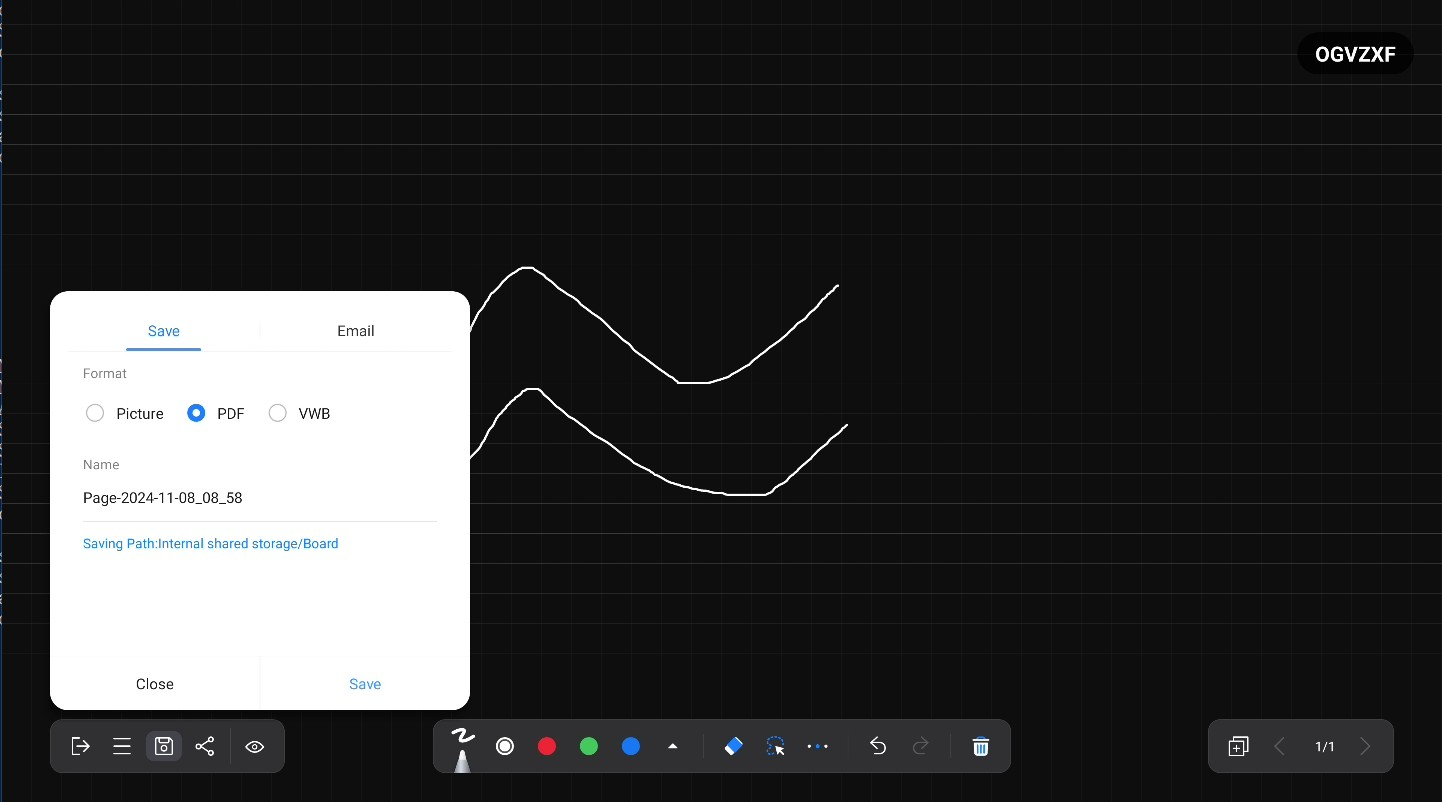 OGVZXF
Save Email
Format
Picture PDF VWB
Name
Page-2024-11-08_08_58
Saving Path:Internal shared storage/Board
Close Save
1/1